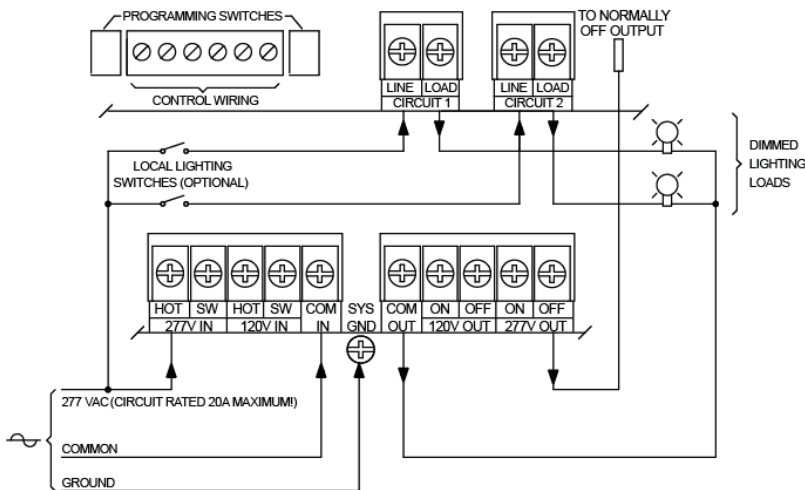 PROGRAMMING SWITCHES
TO NORMALLY
OFF OUTPUT
LINE LOAD
CIRCUIT 1
LINE LOAD
CIRCUIT 2
CONTROL WIRING
LOCAL LIGHTING
SWITCHES (OPTIONAL)
DIMMED
LIGHTING
LOADS
HOT SW HOT SW COM
277V IN 120V IN IN
SYS
GND
COM ON OFF ON OFF
OUT 120V OUT 277V OUT
277 VAC (CIRCUIT RATED 20A MAXIMUM!)
COMMON
GROUND